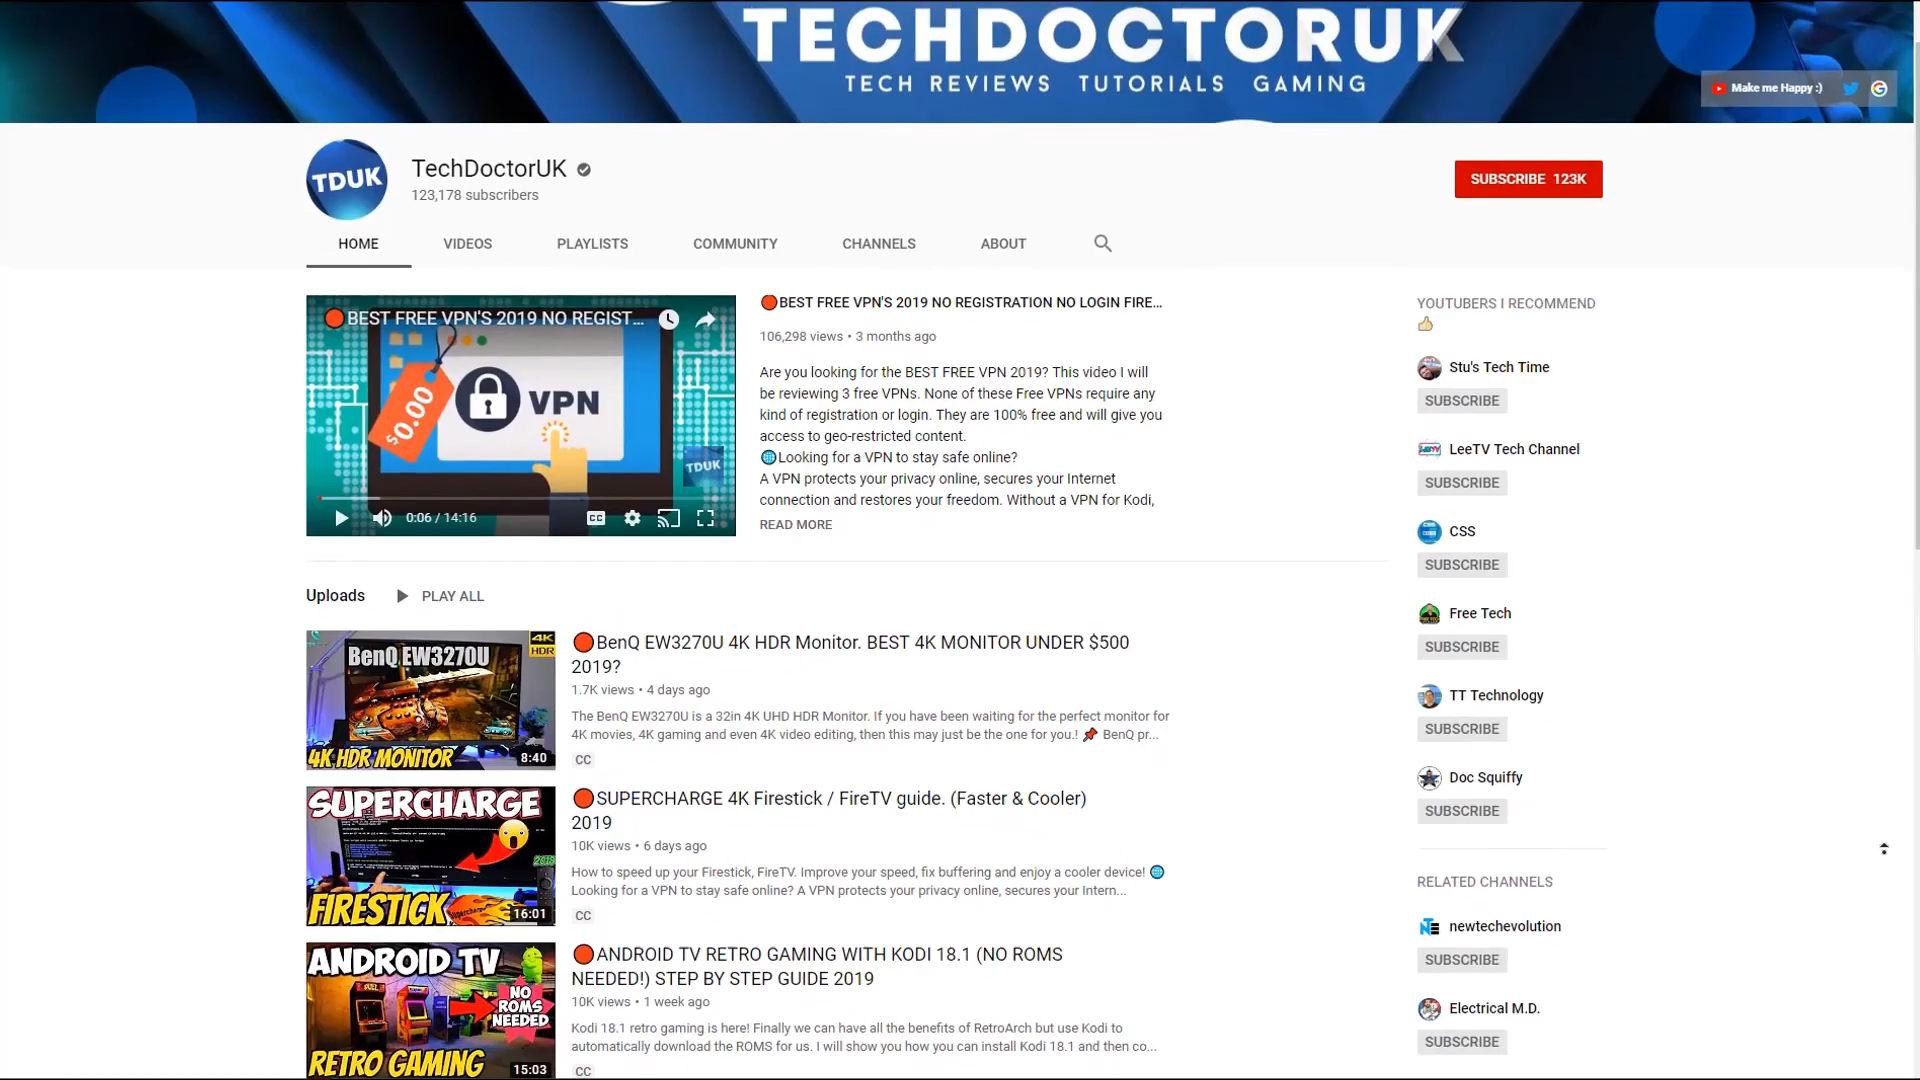 TECHDOCTORUK
TECH REVIEWS TUTORIALS GAMING
Make me Happy :)
TDUK
TechDoctorUK
123,178 subscribers
SUBSCRIBE 123K
HOME VIDEOS PLAYLISTS COMMUNITY CHANNELS ABOUT
🔴BEST FREE VPN'S 2019 NO REGIST...
$0.00
VPN
TDUK
0:06 / 14:16
CC
🔴BEST FREE VPN'S 2019 NO REGISTRATION NO LOGIN FIRE...
106,298 views • 3 months ago
Are you looking for the BEST FREE VPN 2019? This video I will
be reviewing 3 free VPNs. None of these Free VPNs require any
kind of registration or login. They are 100% free and will give you
access to geo-restricted content.
🌐Looking for a VPN to stay safe online?
A VPN protects your privacy online, secures your Internet
connection and restores your freedom. Without a VPN for Kodi,
READ MORE
Uploads PLAY ALL
BenQ EW3270U
4K
HDR
4K HDR MONITOR
8:40
🔴BenQ EW3270U 4K HDR Monitor. BEST 4K MONITOR UNDER $500
2019?
1.7K views • 4 days ago
The BenQ EW3270U is a 32in 4K UHD HDR Monitor. If you have been waiting for the perfect monitor for
4K movies, 4K gaming and even 4K video editing, then this may just be the one for you.! 📌 BenQ pr...
CC
SUPERCHARGE
2019
FIRESTICK
Supercharge
16:01
🔴SUPERCHARGE 4K Firestick / FireTV guide. (Faster & Cooler)
2019
10K views • 6 days ago
How to speed up your Firestick, FireTV. Improve your speed, fix buffering and enjoy a cooler device! 🌐
Looking for a VPN to stay safe online? A VPN protects your privacy online, secures your Intern...
CC
ANDROID TV
NO
ROMS
NEEDED
RETRO GAMING
15:03
🔴ANDROID TV RETRO GAMING WITH KODI 18.1 (NO ROMS
NEEDED!) STEP BY STEP GUIDE 2019
10K views • 1 week ago
Kodi 18.1 retro gaming is here! Finally we can have all the benefits of RetroArch but use Kodi to
automatically download the ROMS for us. I will show you how you can install Kodi 18.1 and then co...
CC
YOUTUBERS I RECOMMEND
👍
Stu's Tech Time
SUBSCRIBE
LeeTV Tech Channel
SUBSCRIBE
CSS
SUBSCRIBE
Free Tech
SUBSCRIBE
TT Technology
SUBSCRIBE
Doc Squiffy
SUBSCRIBE
RELATED CHANNELS
newtechevolution
SUBSCRIBE
Electrical M.D.
SUBSCRIBE